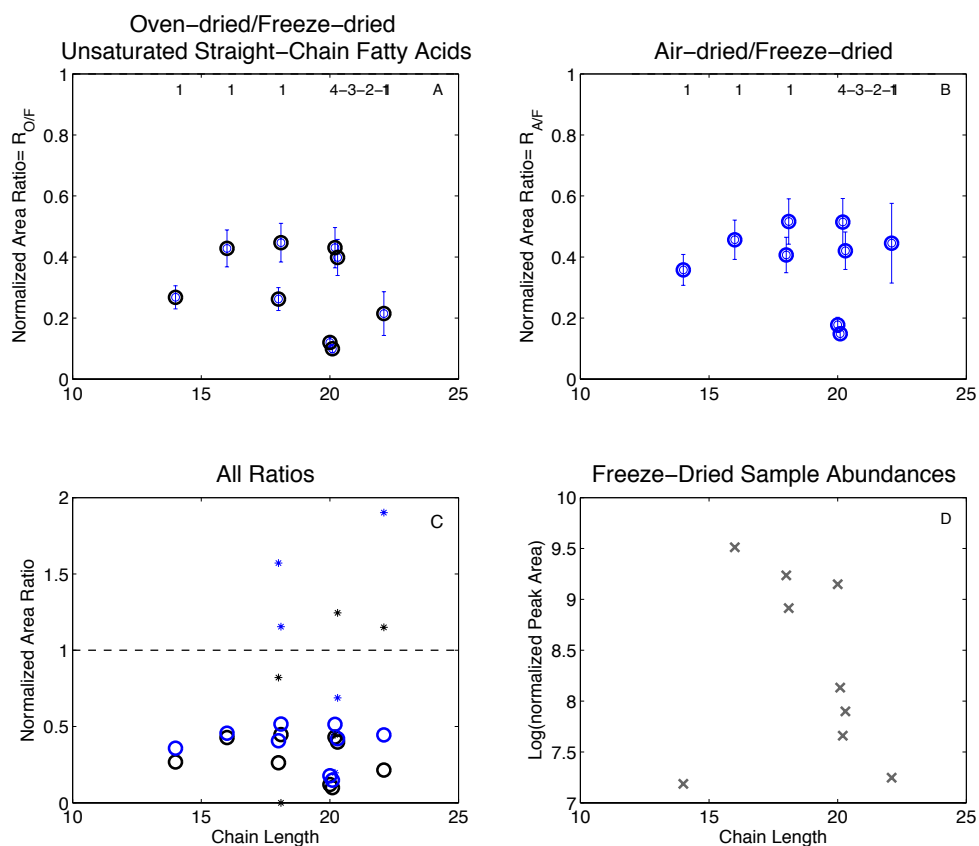 Oven-dried/Freeze-dried
Unsaturated Straight-Chain Fatty Acids
1 1 1 4-3-2-1 A
1
0.8
0.6
0.4
0.2
0
10 15 20 25
Normalized Area Ratio= R_O/F
Air-dried/Freeze-dried
1 1 1 4-3-2-1 B
1
0.8
0.6
0.4
0.2
0
10 15 20 25
Normalized Area Ratio= R_A/F
All Ratios
C
2
1.5
1
0.5
0
10 15 20 25
Normalized Area Ratio
Chain Length
Freeze-Dried Sample Abundances
D
10
9.5
9
8.5
8
7.5
7
10 15 20 25
Log(normalized Peak Area)
Chain Length